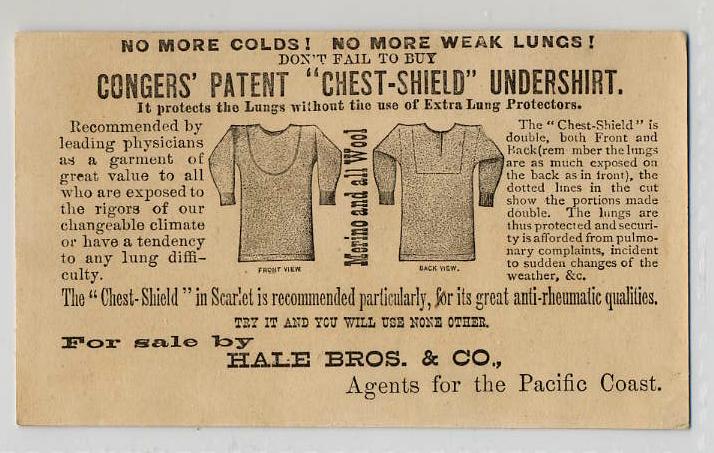 NO MORE COLDS! NO MORE WEAK LUNGS!
DON'T FAIL TO BUY
CONGERS' PATENT "CHEST-SHIELD" UNDERSHIRT.
It protects the Lungs without the use of Extra Lung Protectors.
Recommended by
leading physicians
as a garment of
great value to all
who are exposed to
the rigors of our
changeable climate
or have a tendency
to any lung diffi-
culty.
FRONT VIEW
Merino and all Wool
BACK VIEW.
The "Chest-Shield" is
double, both Front and
Back (rem mber the lungs
are as much exposed on
the back as in front), the
dotted lines in the cut
show the portions made
double. The lungs are
thus protected and securi-
ty is afforded from pulmo-
nary complaints, incident
to sudden changes of the
weather, &c.
The "Chest-Shield" in Scarlet is recommended particularly, for its great anti-rheumatic qualities.
TRY IT AND YOU WILL USE NONE OTHER.
For sale by
HALE BROS. & CO.,
Agents for the Pacific Coast.